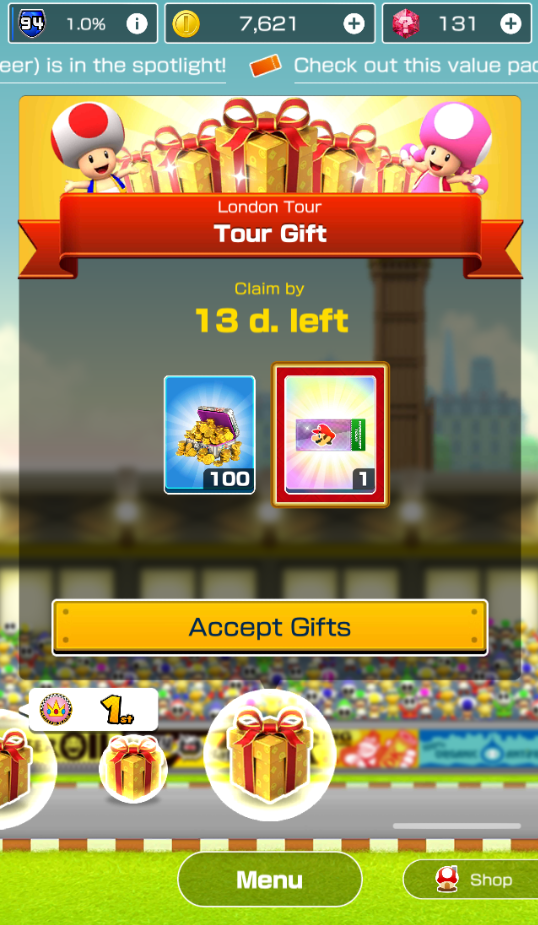 94
1.0%
i
7,621
+
131
+
eer) is in the spotlight!
Check out this value pac
London Tour
Tour Gift
Claim by
13 d. left
100
1
Accept Gifts
1st
Menu
Shop